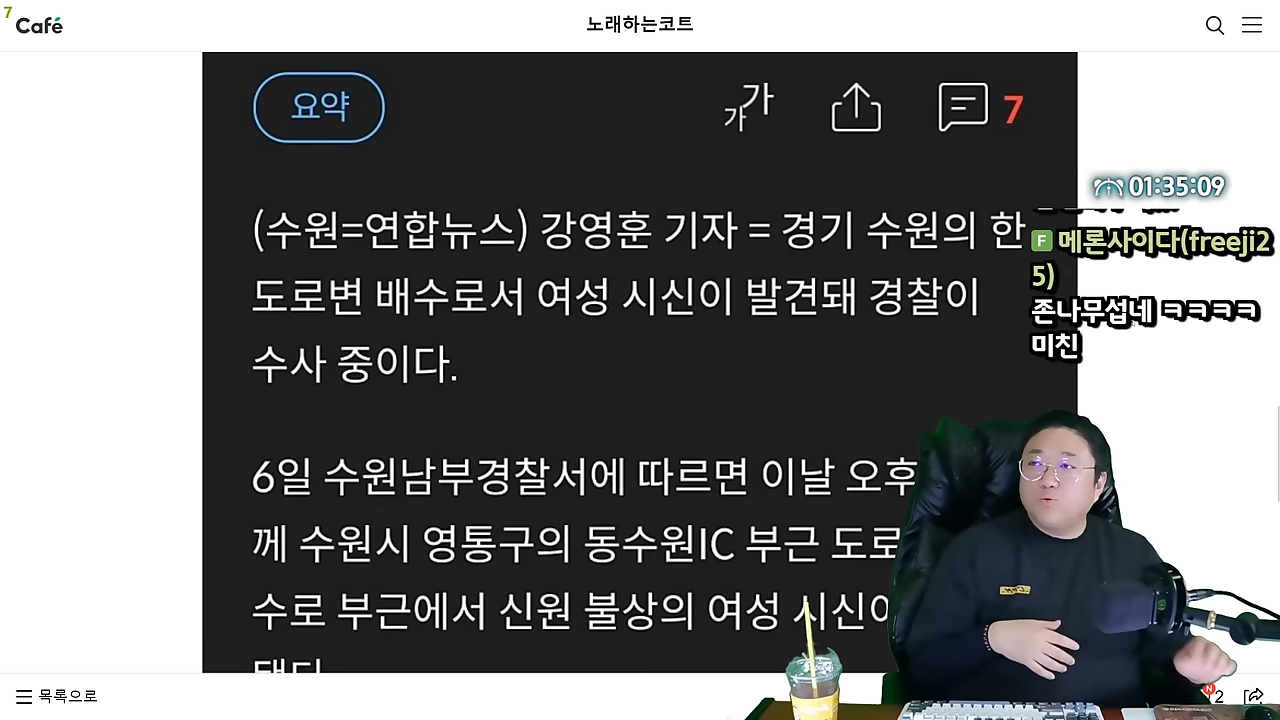 7
Café
노래하는코트
요약
가가
7
(수원=연합뉴스) 강영훈 기자 = 경기 수원의 한
도로변 배수로서 여성 시신이 발견돼 경찰이
수사 중이다.
6일 수원남부경찰서에 따르면 이날 오후
께 수원시 영통구의 동수원IC 부근 도로
수로 부근에서 신원 불상의 여성 시신이
01:35:09
F 메론사이다(freeji2
5)
존나무섭네 ㅋㅋㅋㅋ
미친
목록으로
N
2